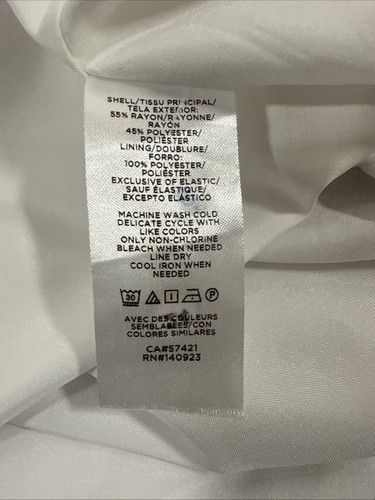 SHELL/TISSU PRINCIPAL/
TELA EXTERIOR:
55% RAYON/RAYONNE/
RAYÓN
45% POLYESTER/
POLIÉSTER
LINING/DOUBLURE/
FORRO:
100% POLYESTER/
POLIÉSTER
EXCLUSIVE OF ELASTIC/
SAUF ÉLASTIQUE/
EXCEPTO ELÁSTICO
MACHINE WASH COLD
DELICATE CYCLE WITH
LIKE COLORS
ONLY NON-CHLORINE
BLEACH WHEN NEEDED
LINE DRY
COOL IRON WHEN
NEEDED
30 P
AVEC DES COULEURS
SEMBLABLES/CON
COLORES SIMILARES
CA#57421
RN#140923